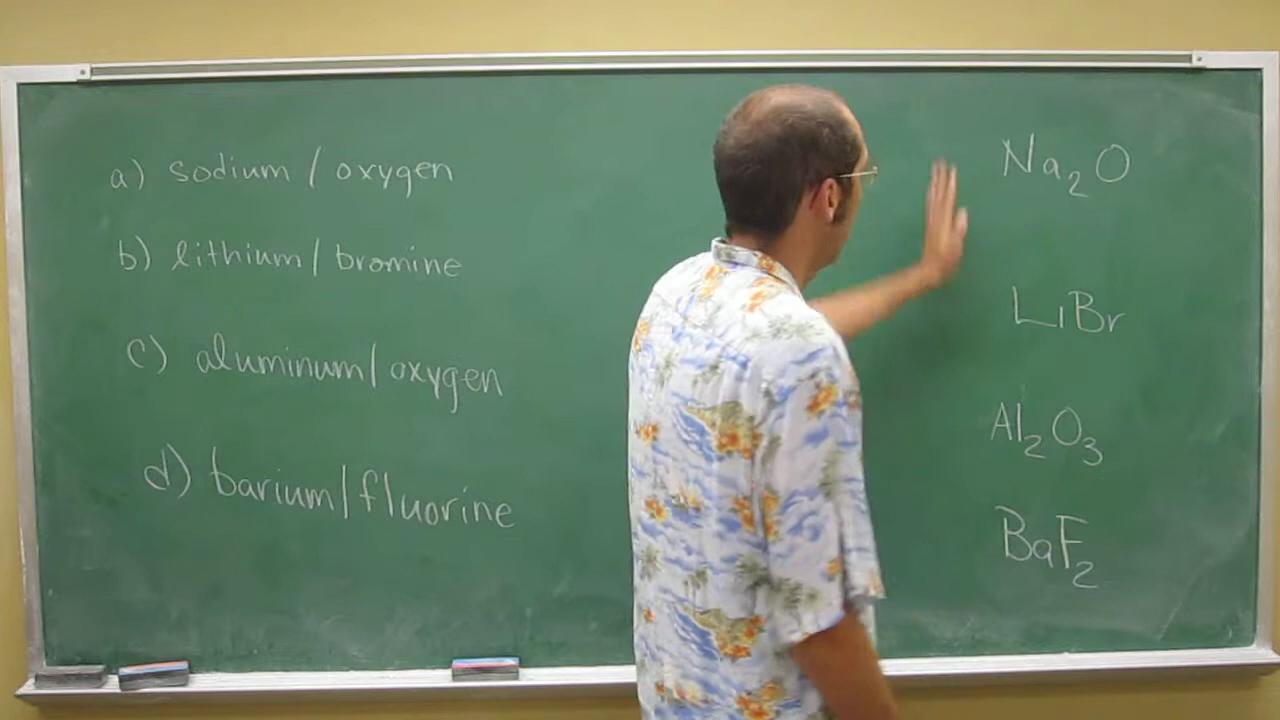 a) sodium / oxygen
b) lithium / bromine
c) aluminum / oxygen
d) barium / fluorine
Na₂O
LiBr
Al₂O₃
BaF₂